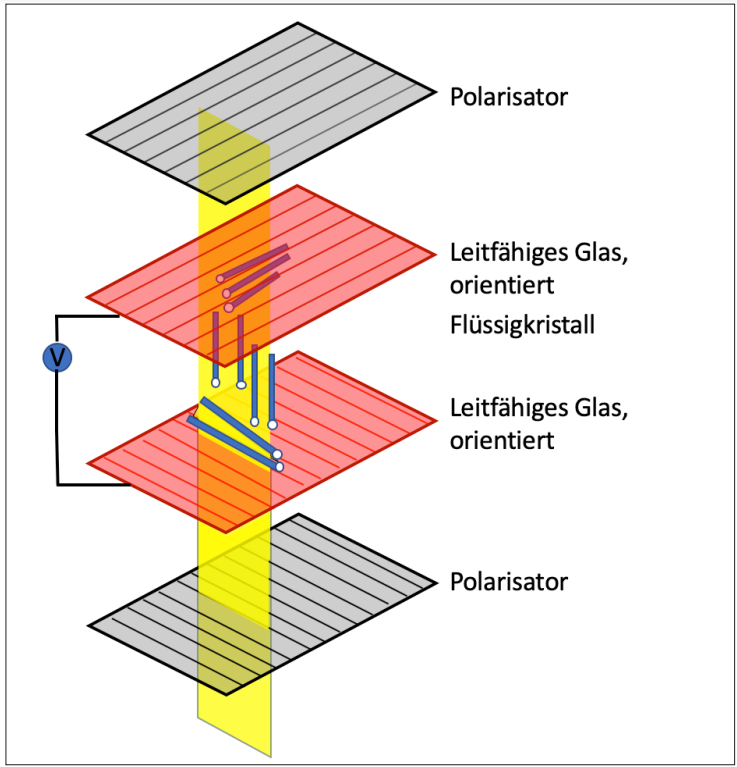 Polarisator
Leitfähiges Glas,
orientiert
Flüssigkristall
V
Leitfähiges Glas,
orientiert
Polarisator